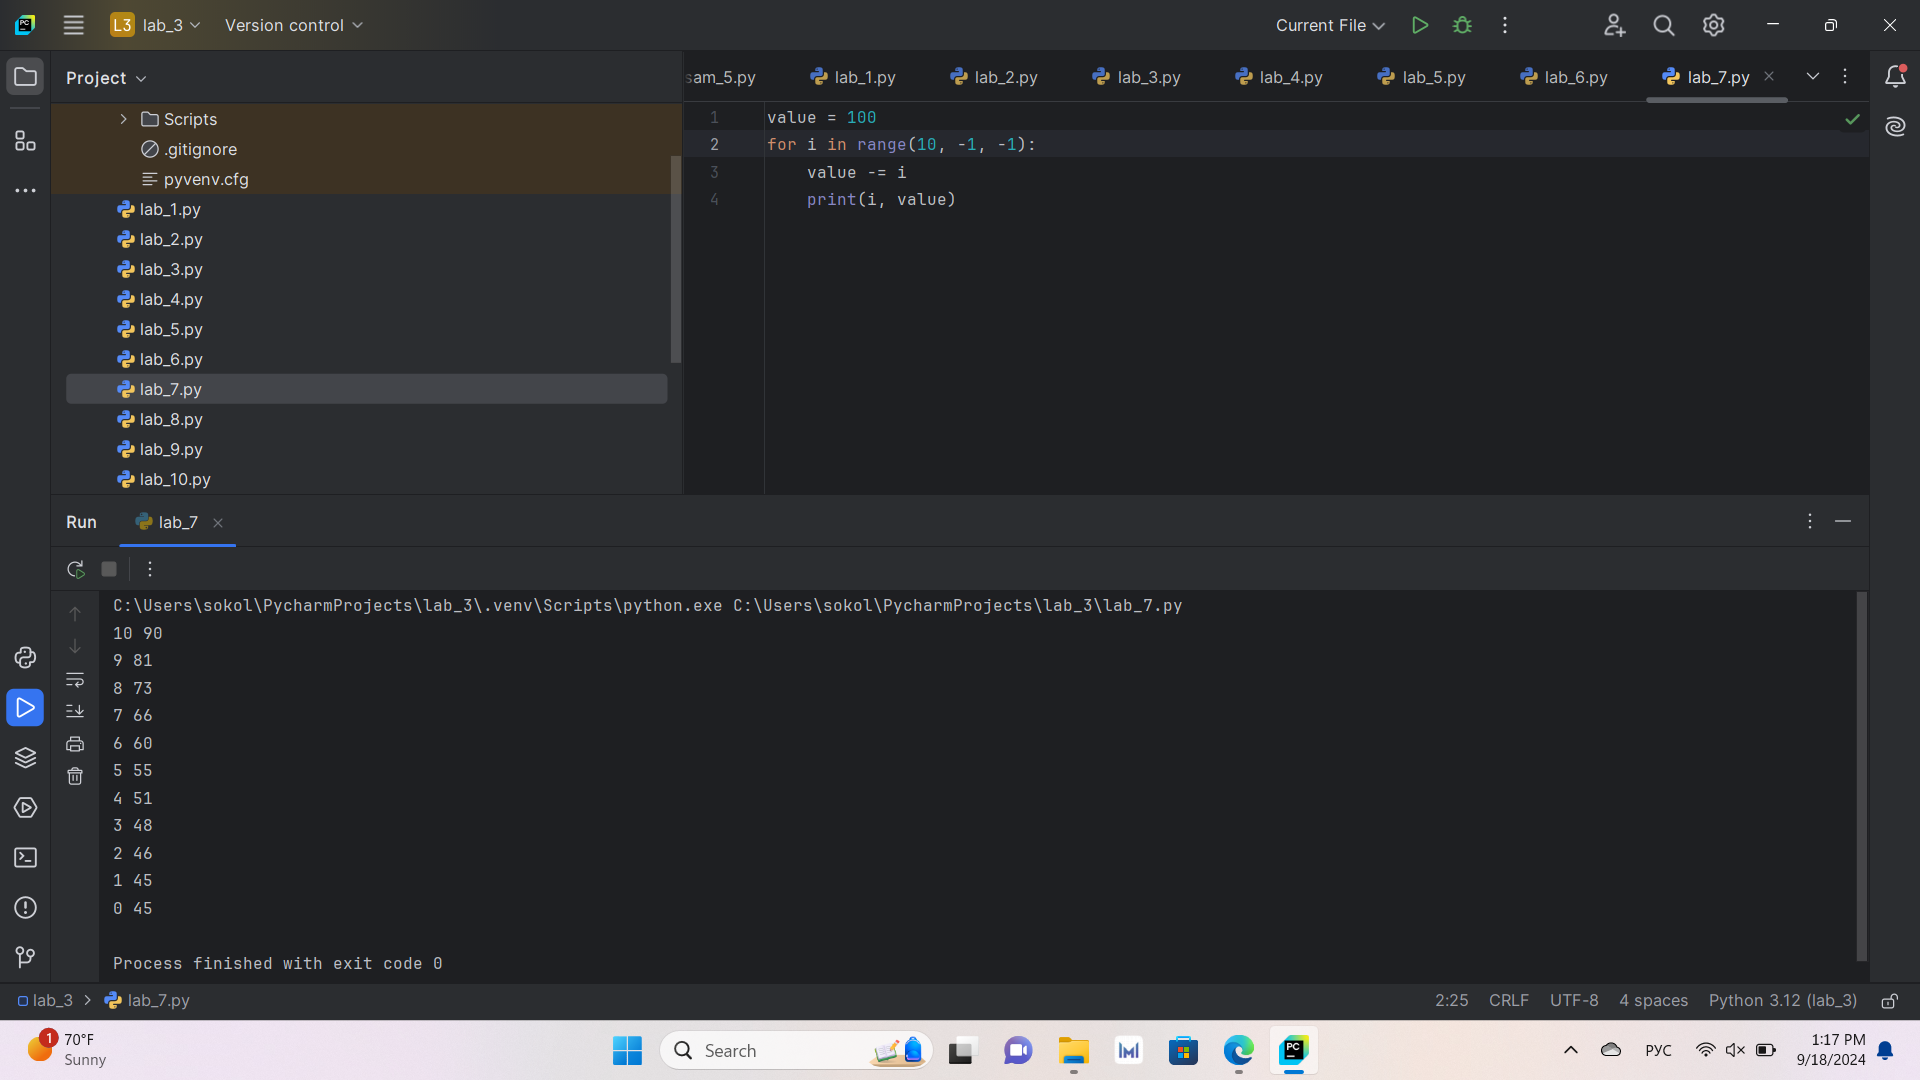 L3 lab_3 Version control Current File
Project
Scripts
.gitignore
pyvenv.cfg
lab_1.py
lab_2.py
lab_3.py
lab_4.py
lab_5.py
lab_6.py
lab_7.py
lab_8.py
lab_9.py
lab_10.py
sam_5.py lab_1.py lab_2.py lab_3.py lab_4.py lab_5.py lab_6.py lab_7.py
1 value = 100
2 for i in range(10, -1, -1):
3 value -= i
4 print(i, value)
Run lab_7
C:\Users\sokol\PycharmProjects\lab_3\.venv\Scripts\python.exe C:\Users\sokol\PycharmProjects\lab_3\lab_7.py
10 90
9 81
8 73
7 66
6 60
5 55
4 51
3 48
2 46
1 45
0 45
Process finished with exit code 0
lab_3 lab_7.py 2:25 CRLF UTF-8 4 spaces Python 3.12 (lab_3)
1 70°F
Sunny
Search
PC
РУС
1:17 PM
9/18/2024